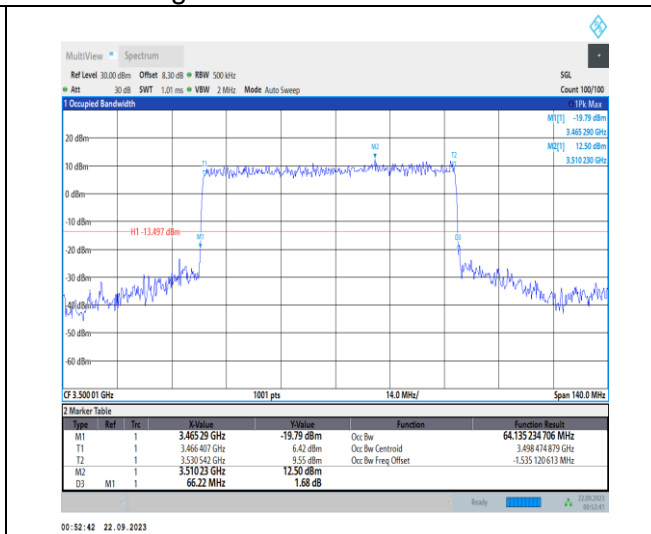 MultiView Spectrum
Ref Level 30.00 dBm Offset 8.30 dB RBW 500 kHz SGL
Att 30 dB SWT 1.01 ms VBW 2 MHz Mode Auto Sweep Count 100/100
1 Occupied Bandwidth 1Pk Max
M1[1] -19.79 dBm
3.465 290 GHz
M2[1] 12.50 dBm
3.510 230 GHz
20 dBm
M2
T1
T2
10 dBm
0 dBm
-10 dBm
H1 -13.497 dBm
M1
D3
-20 dBm
-30 dBm
-40 dBm
-50 dBm
-60 dBm
CF 3.500 01 GHz 1001 pts 14.0 MHz/ Span 140.0 MHz
2 Marker Table
Type Ref Trc X-Value Y-Value Function Function Result
M1 1 3.465 29 GHz -19.79 dBm Occ Bw 64.135 234 706 MHz
T1 1 3.466 407 GHz 6.42 dBm Occ Bw Centroid 3.498 474 879 GHz
T2 1 3.530 542 GHz 9.55 dBm Occ Bw Freq Offset -1.535 120 613 MHz
M2 1 3.510 23 GHz 12.50 dBm
D3 M1 1 66.22 MHz 1.68 dB
Ready 22.09.2023
00:52:41
00:52:42 22.09.2023